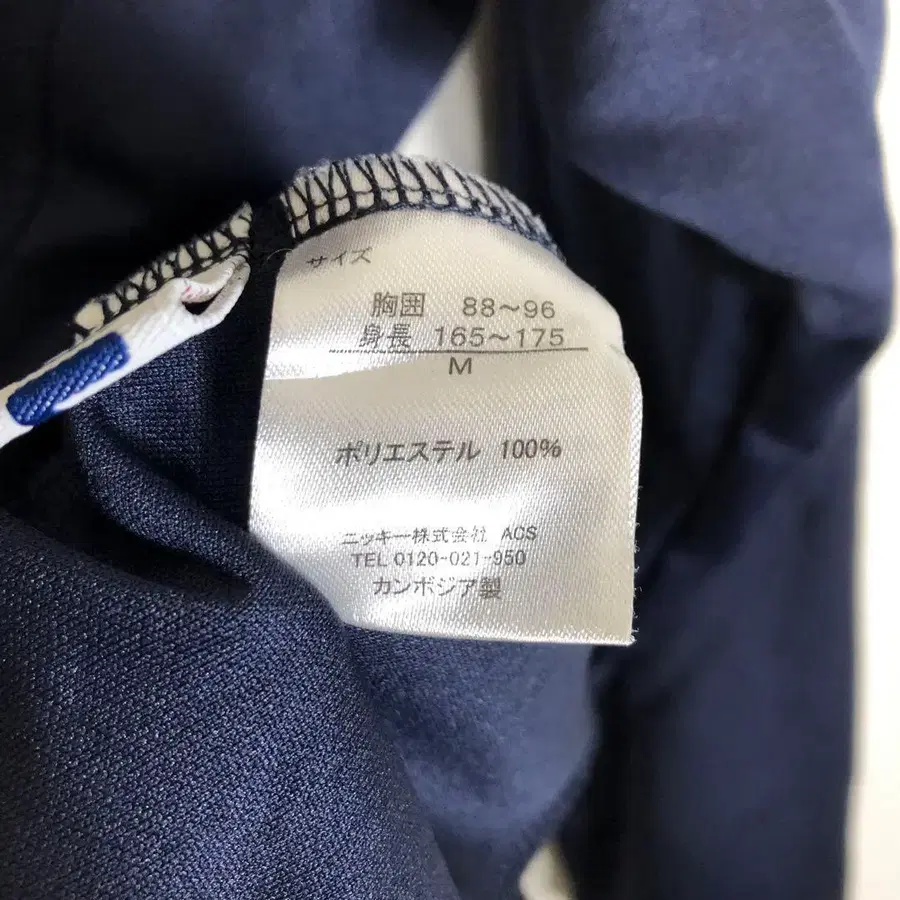 サイズ
胸囲 88～96
身長 165～175
M
ポリエステル 100%
ニッキー株式会社 ACS
TEL 0120-021-950
カンボジア製